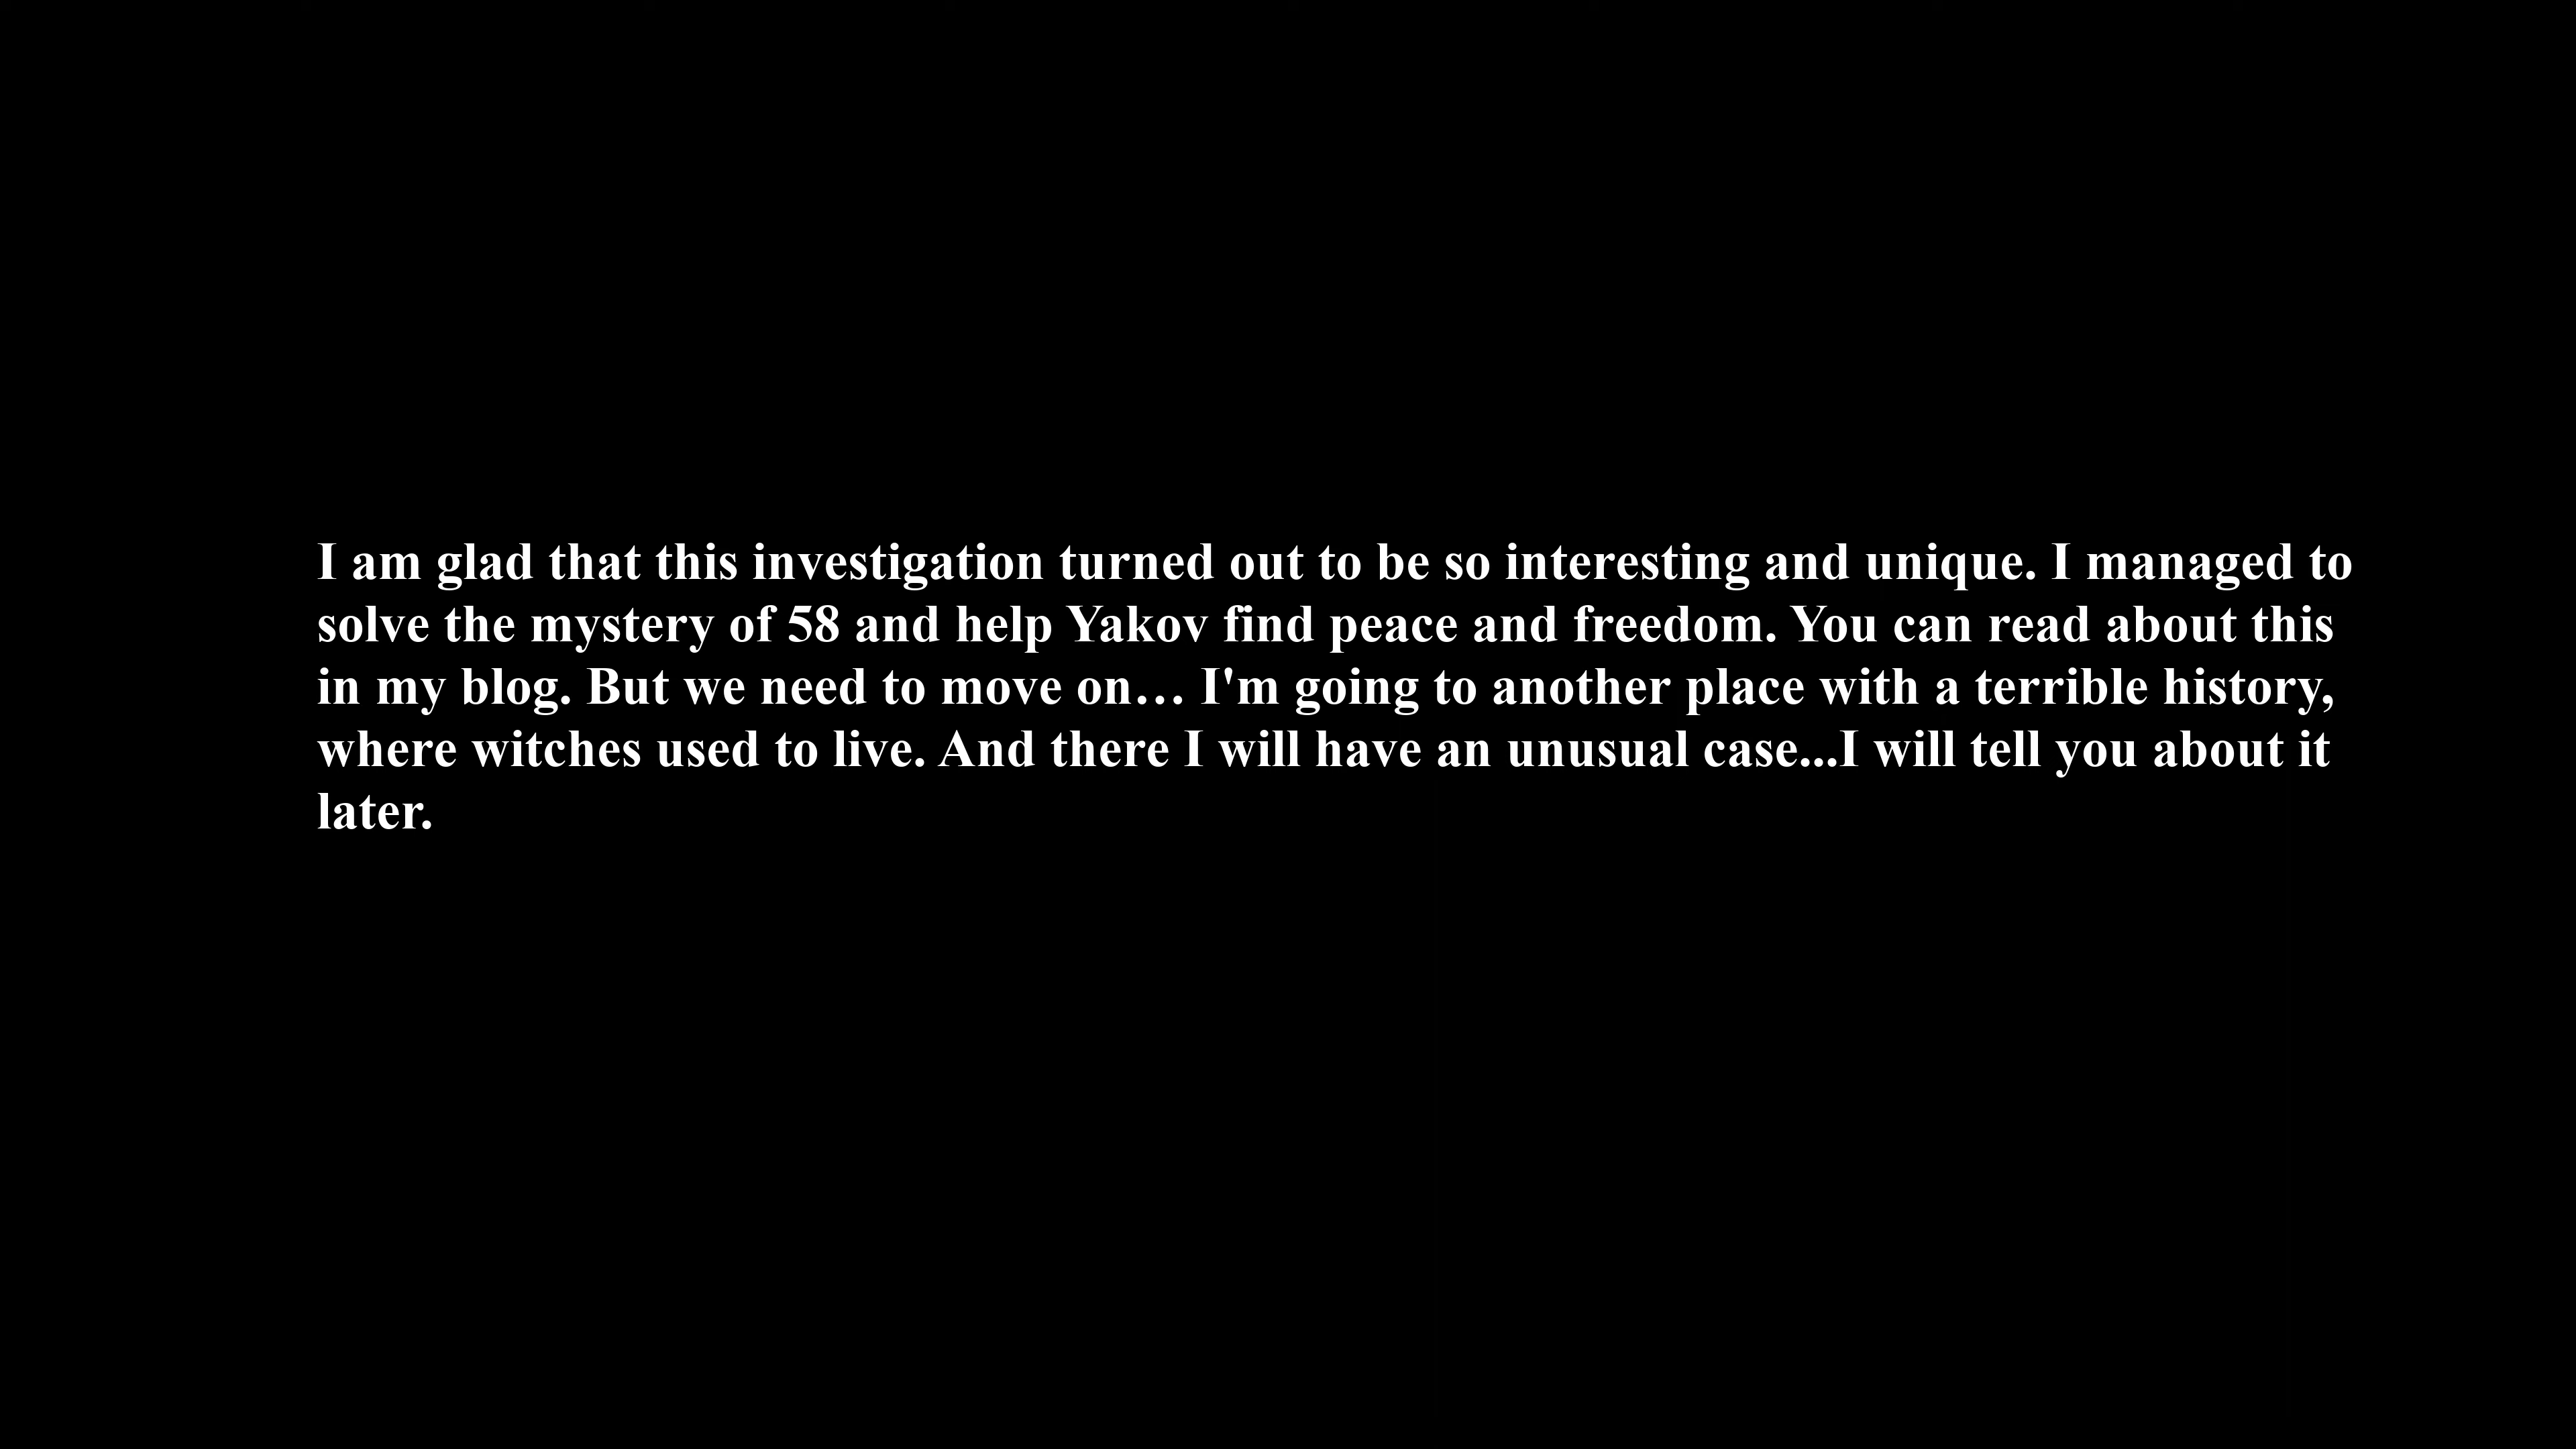 I am glad that this investigation turned out to be so interesting and unique. I managed to
solve the mystery of 58 and help Yakov find peace and freedom. You can read about this
in my blog. But we need to move on… I'm going to another place with a terrible history,
where witches used to live. And there I will have an unusual case...I will tell you about it
later.